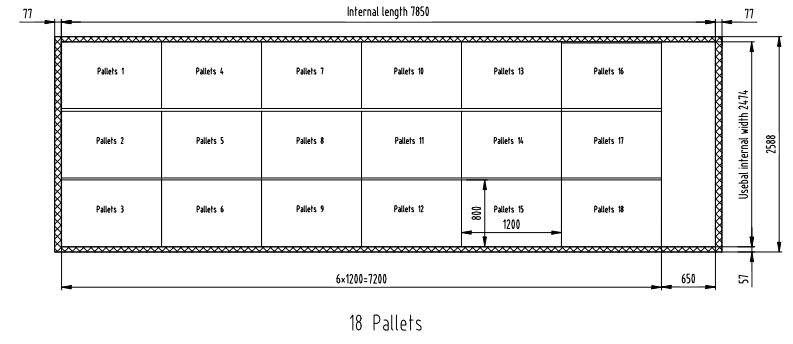 Internal length 7850
77
77
Pallets 1
Pallets 4
Pallets 7
Pallets 10
Pallets 13
Pallets 16
Pallets 2
Pallets 5
Pallets 8
Pallets 11
Pallets 14
Pallets 17
Pallets 3
Pallets 6
Pallets 9
Pallets 12
Pallets 15
Pallets 18
800
1200
Usebal internal width 2474
2588
57
6×1200=7200
650
18 Pallets